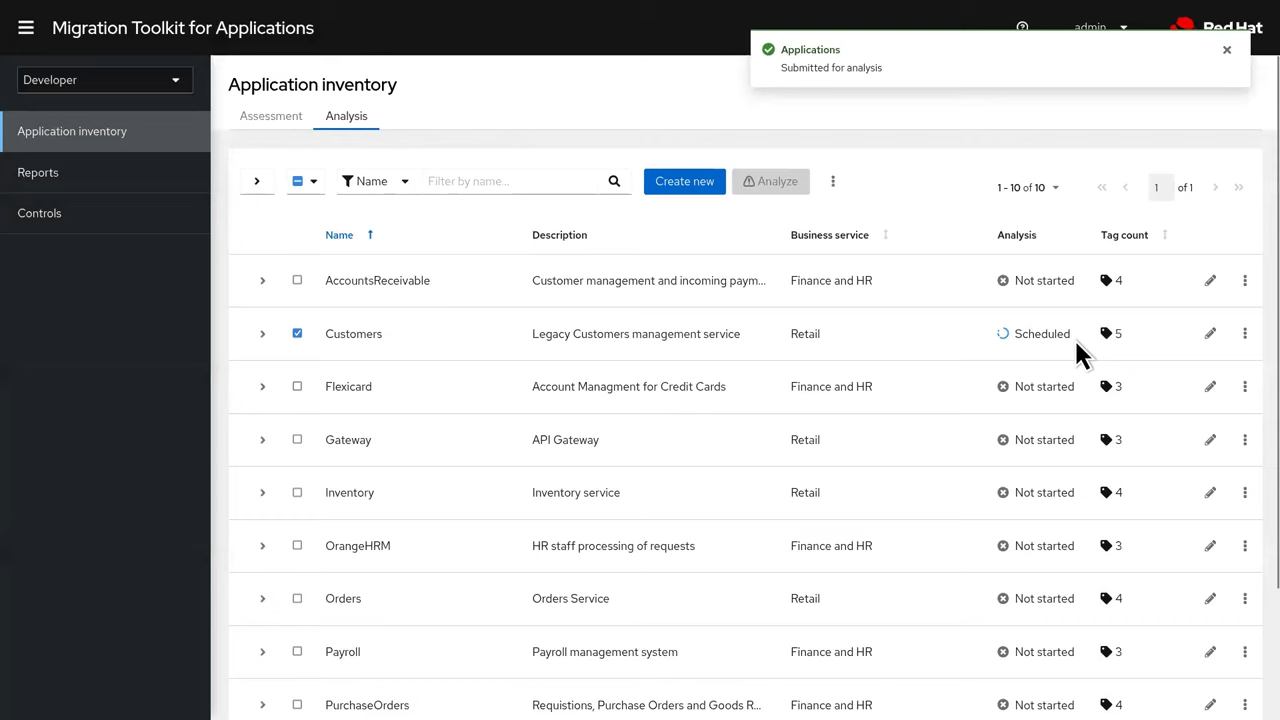 Migration Toolkit for Applications
admin
Red Hat
Applications
Submitted for analysis
Developer
Application inventory
Reports
Controls
Application inventory
Assessment Analysis
Name Filter by name... Create new Analyze 1 - 10 of 10 1 of 1
Name Description Business service Analysis Tag count
AccountsReceivable Customer management and incoming paym... Finance and HR Not started 4
Customers Legacy Customers management service Retail Scheduled 5
Flexicard Account Managment for Credit Cards Finance and HR Not started 3
Gateway API Gateway Retail Not started 3
Inventory Inventory service Retail Not started 4
OrangeHRM HR staff processing of requests Finance and HR Not started 3
Orders Orders Service Retail Not started 4
Payroll Payroll management system Finance and HR Not started 3
PurchaseOrders Requistions, Purchase Orders and Goods R... Finance and HR Not started 4